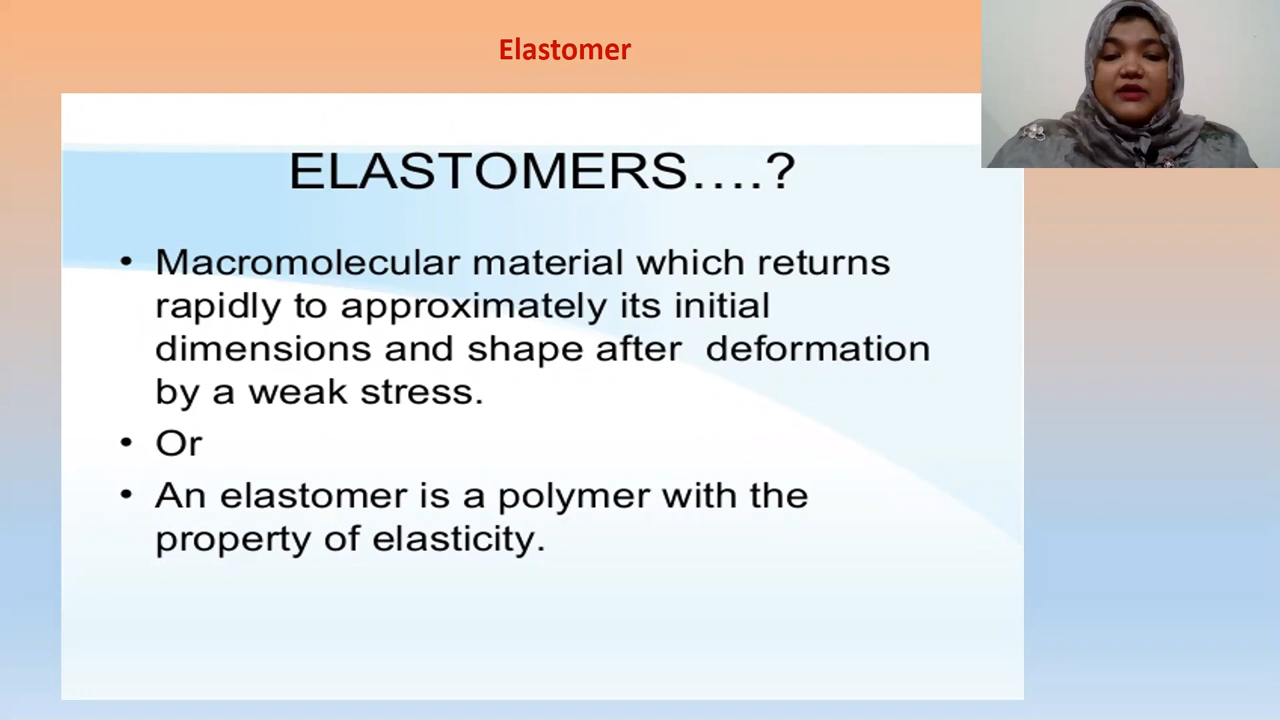 Elastomer
ELASTOMERS....?
• Macromolecular material which returns
rapidly to approximately its initial
dimensions and shape after deformation
by a weak stress.
• Or
• An elastomer is a polymer with the
property of elasticity.